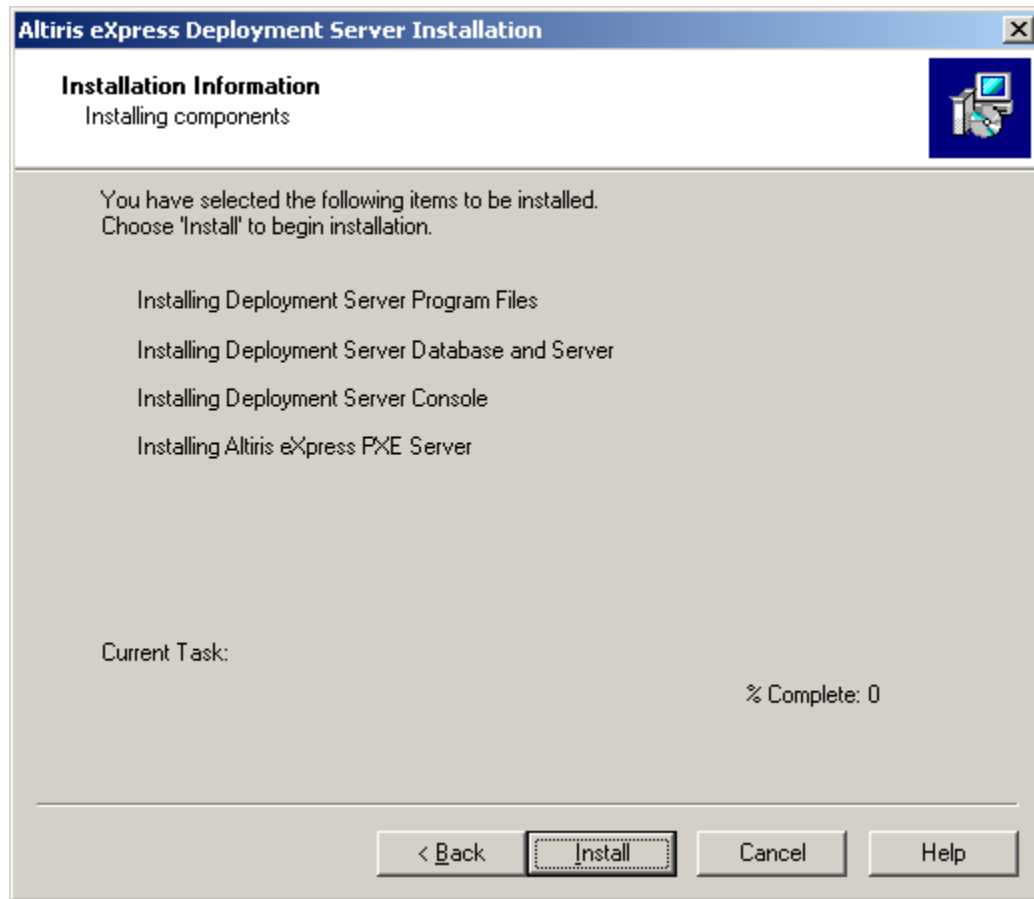 Altiris eXpress Deployment Server Installation
Installation Information
Installing components
You have selected the following items to be installed.
Choose 'Install' to begin installation.
Installing Deployment Server Program Files
Installing Deployment Server Database and Server
Installing Deployment Server Console
Installing Altiris eXpress PXE Server
Current Task:
% Complete: 0
< Back Install Cancel Help